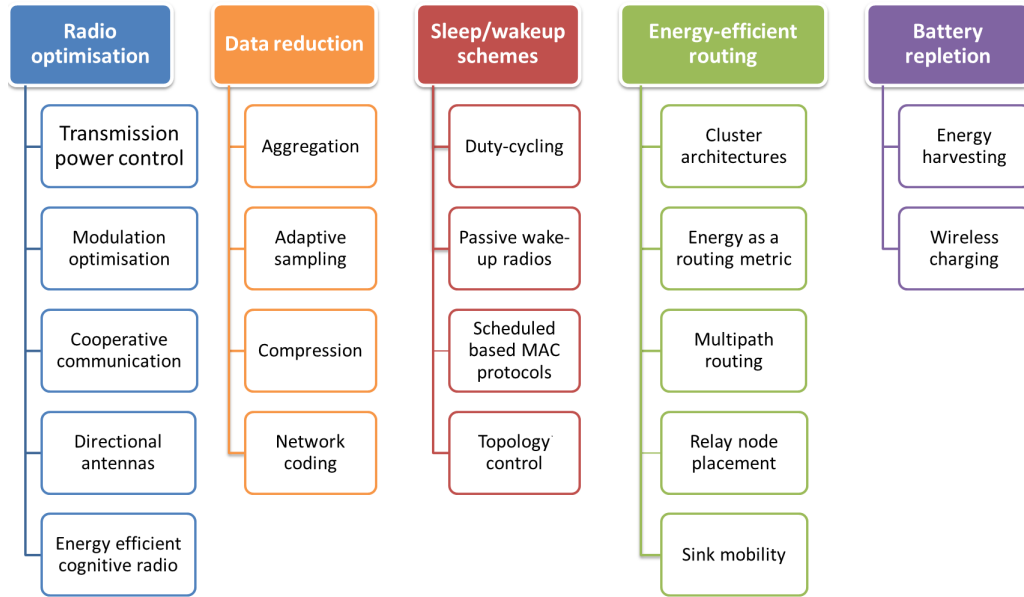 Radio
optimisation
Transmission
power control
Modulation
optimisation
Cooperative
communication
Directional
antennas
Energy efficient
cognitive radio
Data reduction
Aggregation
Adaptive
sampling
Compression
Network
coding
Sleep/wakeup
schemes
Duty-cycling
Passive wake-
up radios
Scheduled
based MAC
protocols
Topology
control
Energy-efficient
routing
Cluster
architectures
Energy as a
routing metric
Multipath
routing
Relay node
placement
Sink mobility
Battery
repletion
Energy
harvesting
Wireless
charging